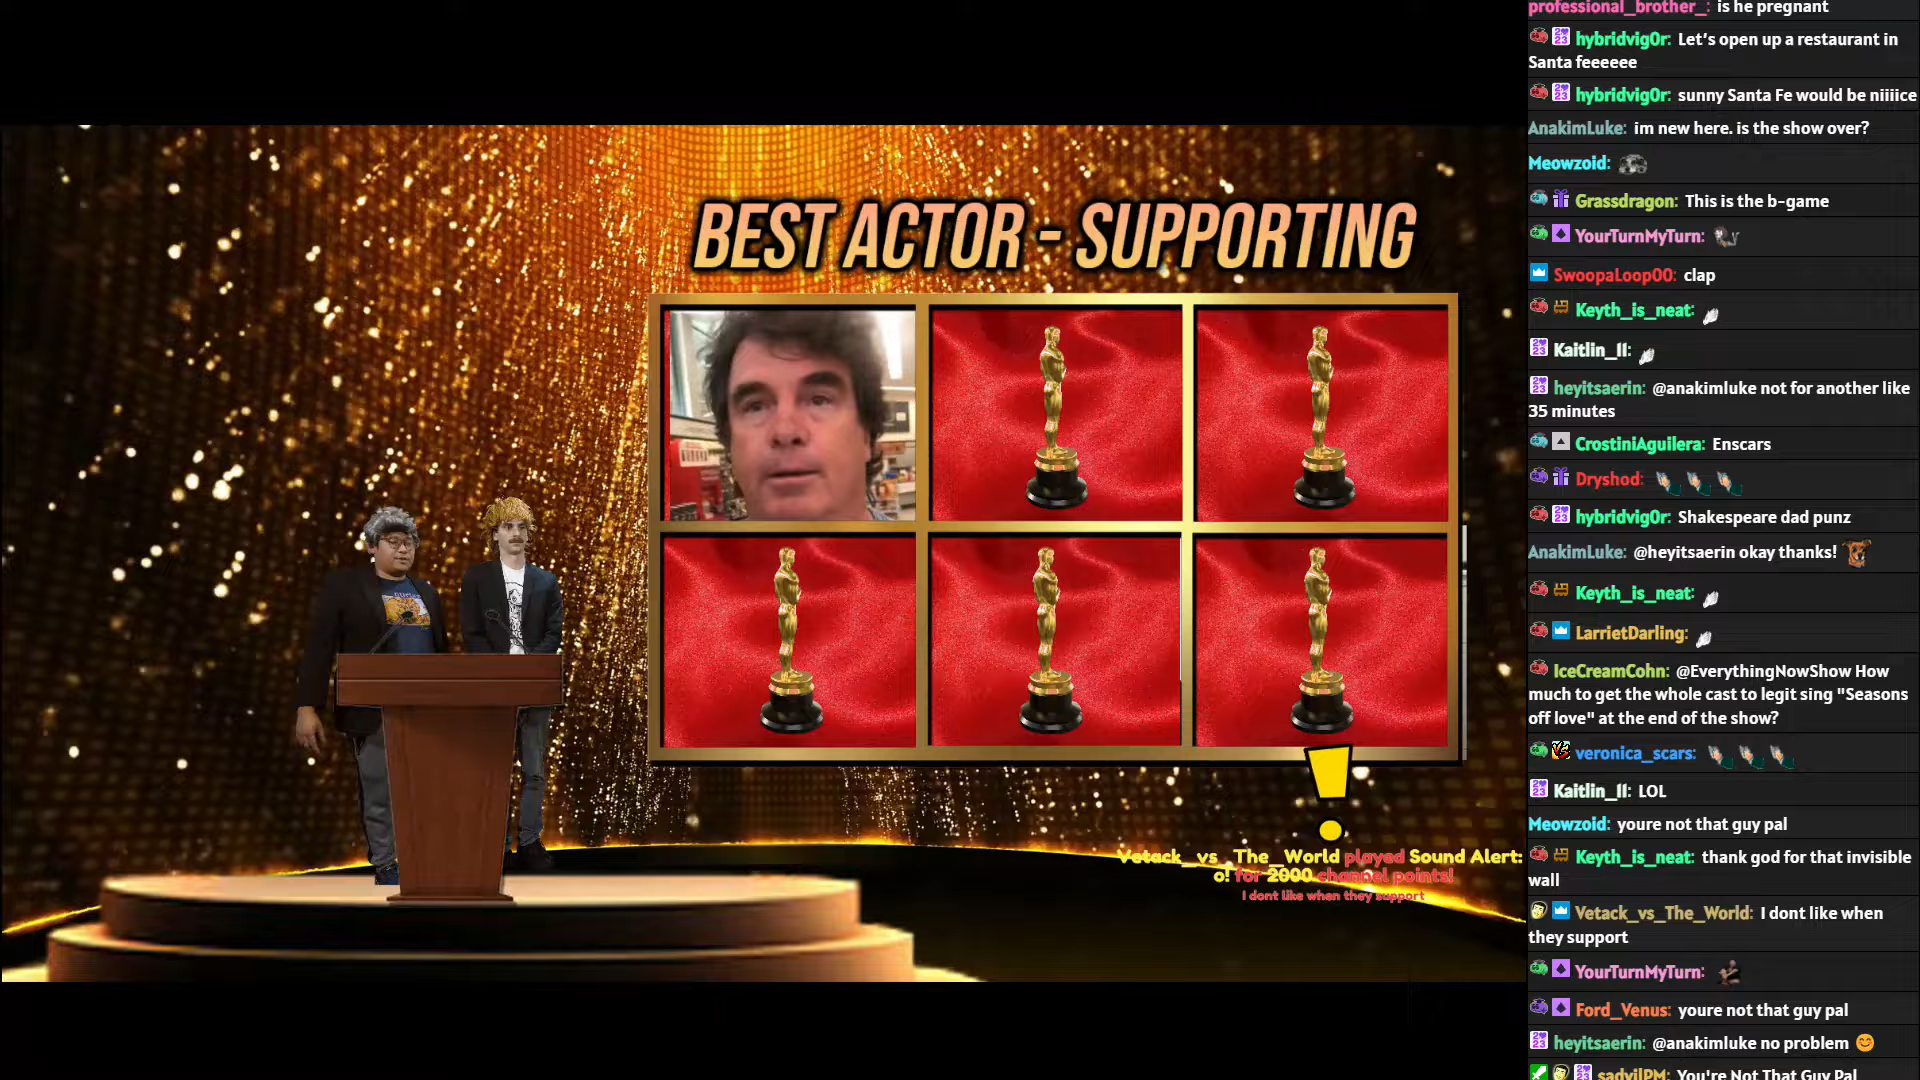 BEST ACTOR - SUPPORTING
Vetack_vs_The_World played Sound Alert:
o! for 2000 channel points!
I dont like when they support
professional_brother_: is he pregnant
hybridvig0r: Let's open up a restaurant in
Santa feeeeee
hybridvig0r: sunny Santa Fe would be niiiice
AnakimLuke: im new here. is the show over?
Meowzoid:
Grassdragon: This is the b-game
YourTurnMyTurn:
SwoopaLoop00: clap
Keyth_is_neat:
Kaitlin_11:
heyitsaerin: @anakimluke not for another like
35 minutes
CrostiniAguilera: Enscars
Dryshod:
hybridvig0r: Shakespeare dad punz
AnakimLuke: @heyitsaerin okay thanks!
Keyth_is_neat:
LarrietDarling:
IceCreamCohn: @EverythingNowShow How
much to get the whole cast to legit sing "Seasons
off love" at the end of the show?
veronica_scars:
Kaitlin_11: LOL
Meowzoid: youre not that guy pal
Keyth_is_neat: thank god for that invisible
wall
Vetack_vs_The_World: I dont like when
they support
YourTurnMyTurn:
Ford_Venus: youre not that guy pal
heyitsaerin: @anakimluke no problem 😊
sadvilPM: You're Not That Guy Pal